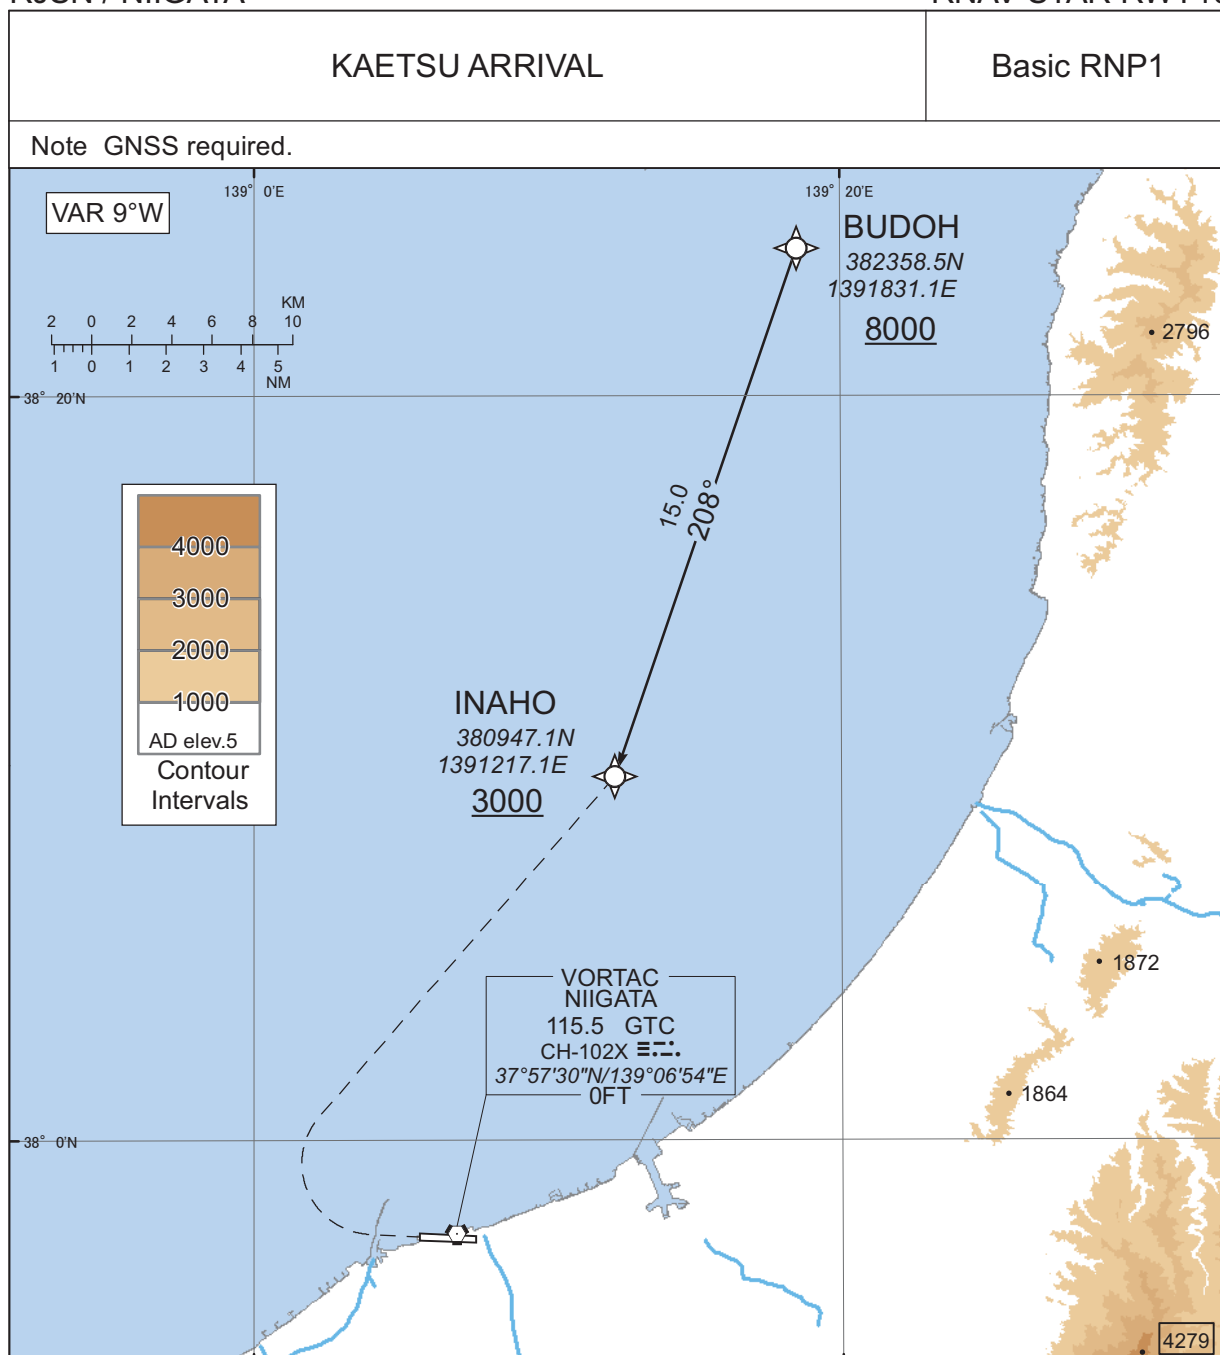 KAETSU ARRIVAL
Basic RNP1
Note GNSS required.
139° 0'E
139° 20'E
VAR 9°W
BUDOH
382358.5N
1391831.1E
8000
KM
2 0 2 4 6 8 10
1 0 1 2 3 4 5
NM
2796
38° 20'N
15.0
208°
4000
3000
2000
1000
AD elev.5
Contour
Intervals
INAHO
380947.1N
1391217.1E
3000
VORTAC
NIIGATA
115.5 GTC
CH-102X
37°57'30"N/139°06'54"E
0FT
1872
1864
38° 0'N
4279